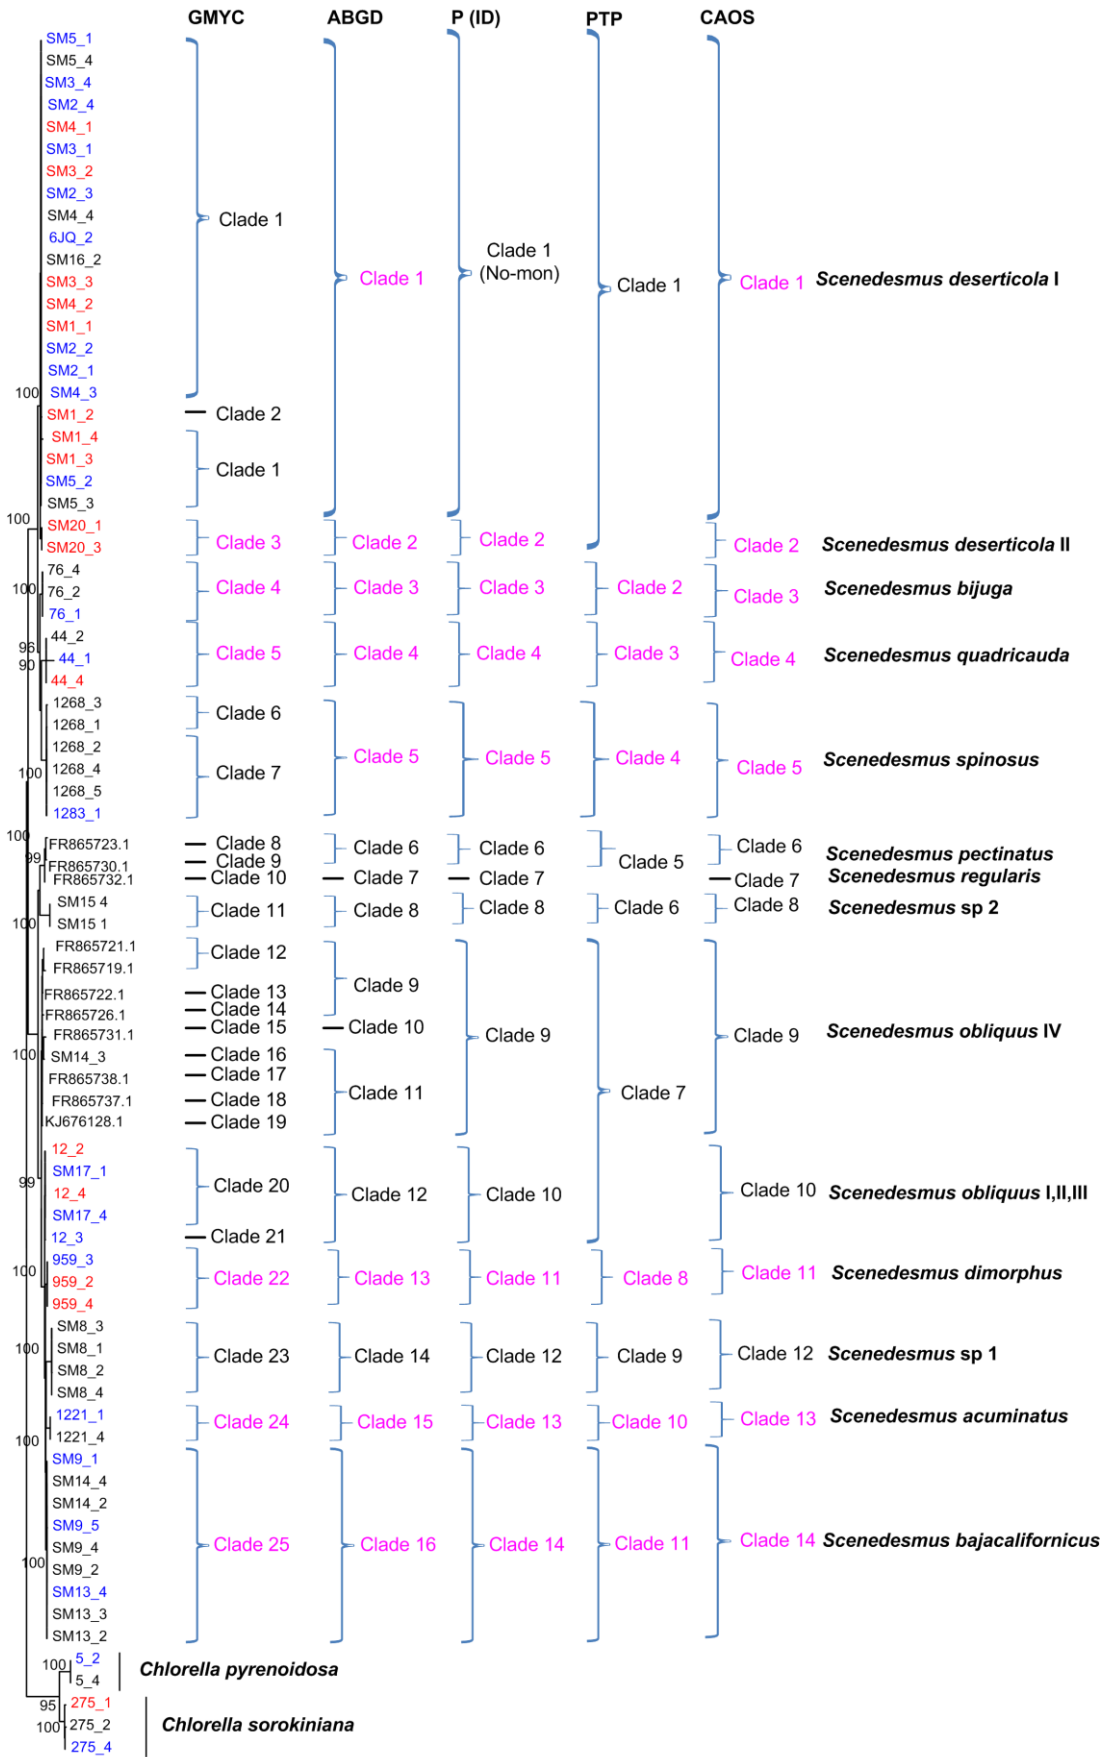 GMYC ABGD P (ID) PTP CAOS
SM5_1
SM5_4
SM3_4
SM2_4
SM4_1
SM3_1
SM3_2
SM2_3
SM4_4 Clade 1
6JQ_2
SM16_2 Clade 1
(No-mon)
SM3_3 Clade 1 Clade 1 Clade 1 Scenedesmus deserticola I
SM4_2
SM1_1
SM2_2
SM2_1
100 SM4_3
SM1_2 Clade 2
SM1_4
SM1_3 Clade 1
SM5_2
SM5_3
100 SM20_1
SM20_3 Clade 3 Clade 2 Clade 2 Clade 2 Scenedesmus deserticola II
76_4
100 76_2 Clade 4 Clade 3 Clade 3 Clade 2 Clade 3 Scenedesmus bijuga
76_1
44_2
96
90 44_1 Clade 5 Clade 4 Clade 4 Clade 3 Clade 4 Scenedesmus quadricauda
44_4
1268_3 Clade 6
1268_1
1268_2 Clade 5 Clade 5 Clade 4 Clade 5 Scenedesmus spinosus
100 1268_4 Clade 7
1268_5
1283_1
100 FR865723.1 Clade 8 Clade 6 Clade 6 Clade 5 Clade 6 Scenedesmus pectinatus
99 FR865730.1 Clade 9
FR865732.1 Clade 10 Clade 7 Clade 7 Clade 7 Scenedesmus regularis
SM15 4 Clade 11 Clade 8 Clade 8 Clade 6 Clade 8 Scenedesmus sp 2
100 SM15 1
FR865721.1 Clade 12
FR865719.1
FR865722.1 Clade 13 Clade 9
FR865726.1 Clade 14
FR865731.1 Clade 15 Clade 10 Clade 9 Clade 9 Scenedesmus obliquus IV
100 SM14_3 Clade 16
FR865738.1 Clade 17 Clade 11 Clade 7
FR865737.1 Clade 18
KJ676128.1 Clade 19
12_2
SM17_1
99 12_4 Clade 20 Clade 12 Clade 10 Clade 10 Scenedesmus obliquus I,II,III
SM17_4
12_3 Clade 21
959_3
100 959_2 Clade 22 Clade 13 Clade 11 Clade 8 Clade 11 Scenedesmus dimorphus
959_4
SM8_3
100 SM8_1 Clade 23 Clade 14 Clade 12 Clade 9 Clade 12 Scenedesmus sp 1
SM8_2
SM8_4
1221_1 Clade 24 Clade 15 Clade 13 Clade 10 Clade 13 Scenedesmus acuminatus
100 1221_4
SM9_1
SM14_4
SM14_2
SM9_5
SM9_4 Clade 25 Clade 16 Clade 14 Clade 11 Clade 14 Scenedesmus bajacalifornicus
100 SM9_2
SM13_4
SM13_3
SM13_2
100 5_2 Chlorella pyrenoidosa
5_4
95 275_1
100 275_2 Chlorella sorokiniana
275_4